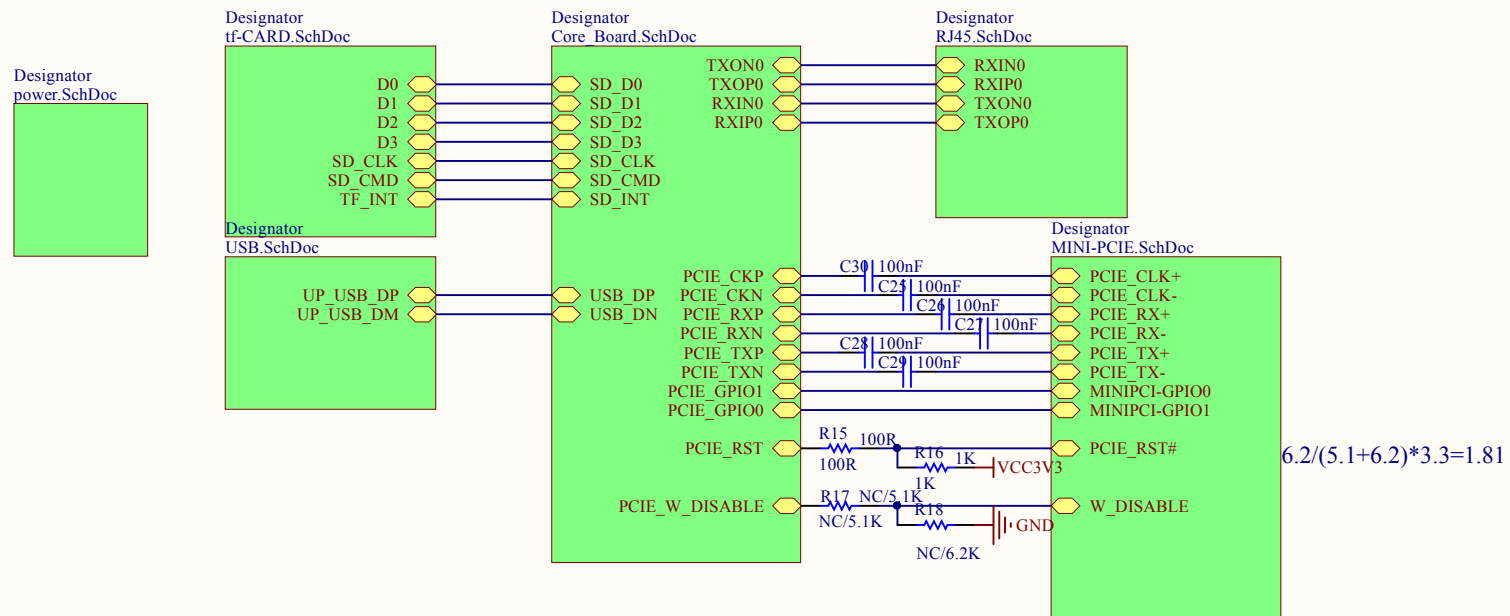 Designator
power.SchDoc
Designator
tf-CARD.SchDoc
D0
D1
D2
D3
SD_CLK
SD_CMD
TF_INT
Designator
USB.SchDoc
UP_USB_DP
UP_USB_DM
Designator
Core_Board.SchDoc
SD_D0
SD_D1
SD_D2
SD_D3
SD_CLK
SD_CMD
SD_INT
USB_DP
USB_DN
TXON0
TXOP0
RXIN0
RXIP0
PCIE_CKP
PCIE_CKN
PCIE_RXP
PCIE_RXN
PCIE_TXP
PCIE_TXN
PCIE_GPIO1
PCIE_GPIO0
PCIE_RST
PCIE_W_DISABLE
C30 100nF
C25 100nF
C26 100nF
C27 100nF
C28 100nF
C29 100nF
R15 100R
100R
R16 1K
1K
VCC3V3
R17 NC/5.1K
NC/5.1K
R18
NC/6.2K
GND
Designator
RJ45.SchDoc
RXIN0
RXIP0
TXON0
TXOP0
Designator
MINI-PCIE.SchDoc
PCIE_CLK+
PCIE_CLK-
PCIE_RX+
PCIE_RX-
PCIE_TX+
PCIE_TX-
MINIPCI-GPIO0
MINIPCI-GPIO1
PCIE_RST#
W_DISABLE
6.2/(5.1+6.2)*3.3=1.81